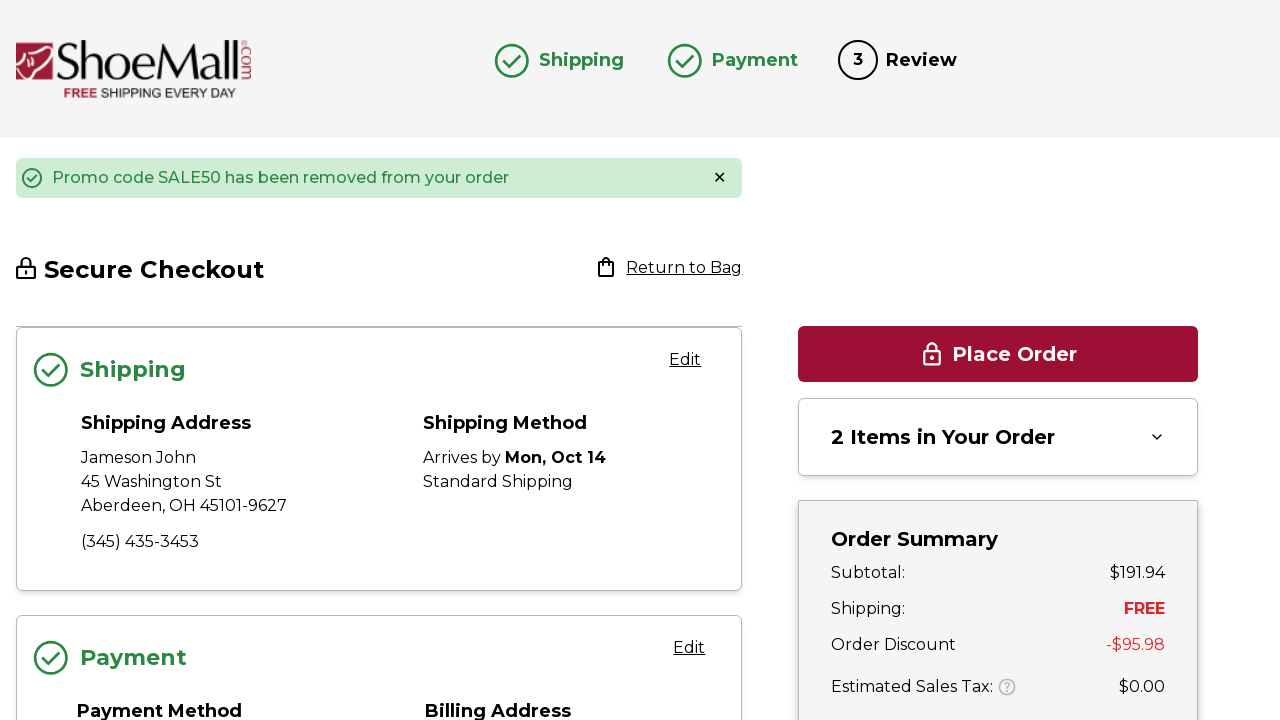 ShoeMall.com
FREE SHIPPING EVERY DAY
Shipping
Payment
3 Review
Promo code SALE50 has been removed from your order
Secure Checkout
Return to Bag
Shipping
Edit
Shipping Address
Jameson John
45 Washington St
Aberdeen, OH 45101-9627
(345) 435-3453
Shipping Method
Arrives by Mon, Oct 14
Standard Shipping
Payment
Edit
Payment Method
Billing Address
Place Order
2 Items in Your Order
Order Summary
Subtotal: $191.94
Shipping: FREE
Order Discount -$95.98
Estimated Sales Tax: $0.00